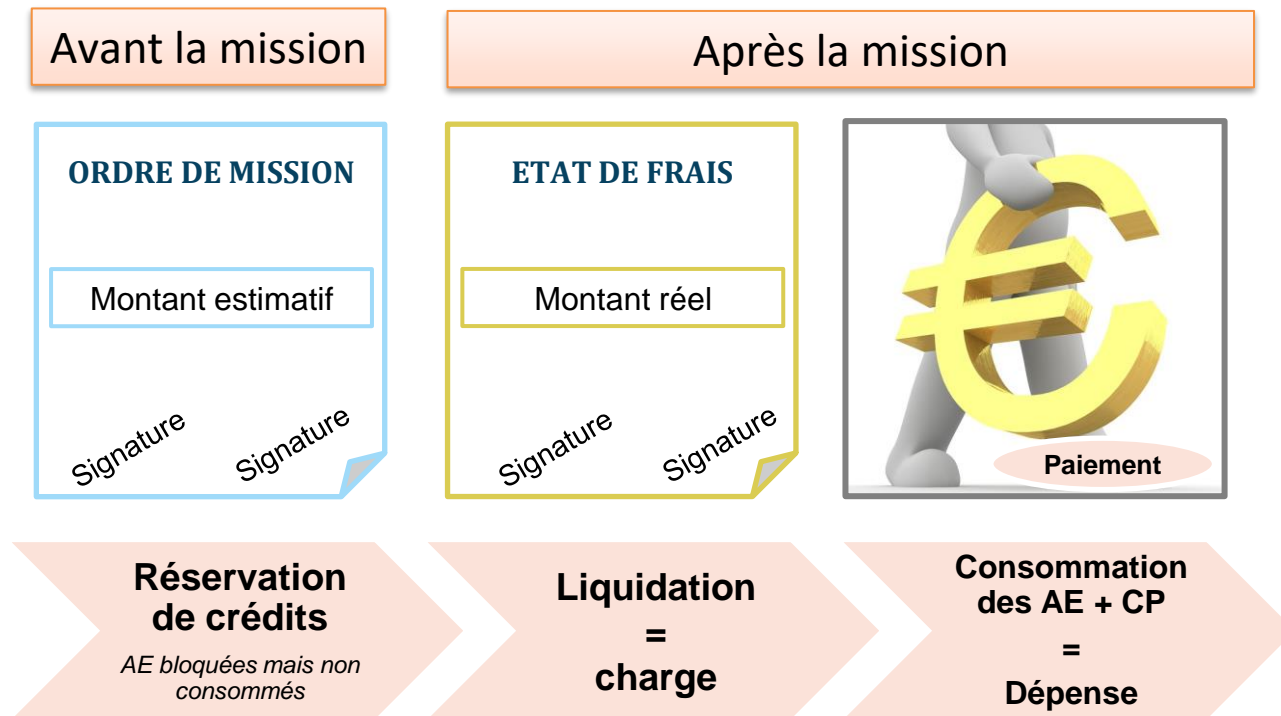 Avant la mission
Après la mission
ORDRE DE MISSION
Montant estimatif
Signature
Signature
ETAT DE FRAIS
Montant réel
Signature
Signature
€
Paiement
Réservation
de crédits
AE bloquées mais non
consommés
Liquidation
=
charge
Consommation
des AE + CP
=
Dépense